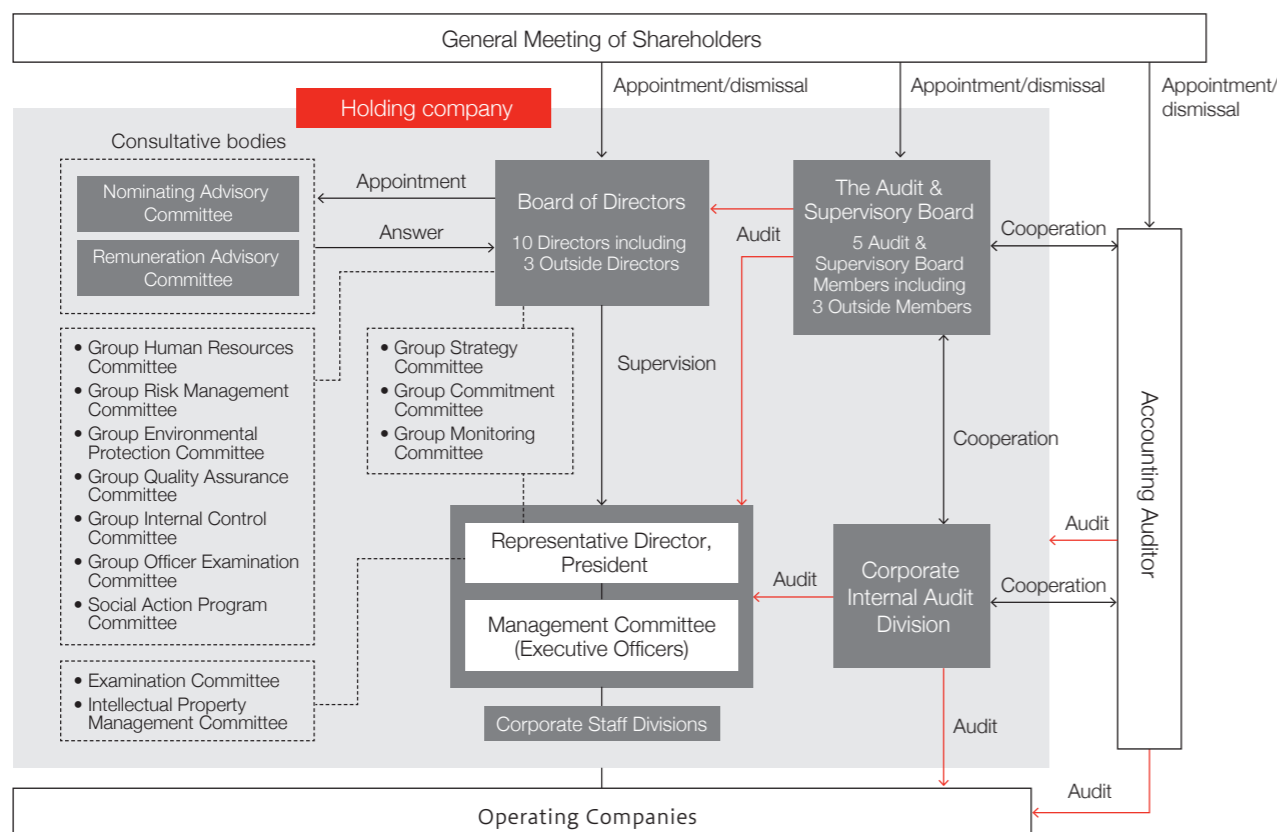 General Meeting of Shareholders
Appointment/dismissal
Appointment/dismissal
Appointment/
dismissal
Holding company
Consultative bodies
Nominating Advisory
Committee
Remuneration Advisory
Committee
Appointment
Answer
Board of Directors
10 Directors including
3 Outside Directors
Audit
The Audit &
Supervisory Board
5 Audit &
Supervisory Board
Members including
3 Outside Members
Cooperation
• Group Human Resources
Committee
• Group Risk Management
Committee
• Group Environmental
Protection Committee
• Group Quality Assurance
Committee
• Group Internal Control
Committee
• Group Officer Examination
Committee
• Social Action Program
Committee
• Group Strategy
Committee
• Group Commitment
Committee
• Group Monitoring
Committee
Supervision
Cooperation
Accounting Auditor
Representative Director,
President
Management Committee
(Executive Officers)
Audit
Corporate
Internal Audit
Division
Audit
Cooperation
• Examination Committee
• Intellectual Property
Management Committee
Corporate Staff Divisions
Audit
Audit
Operating Companies